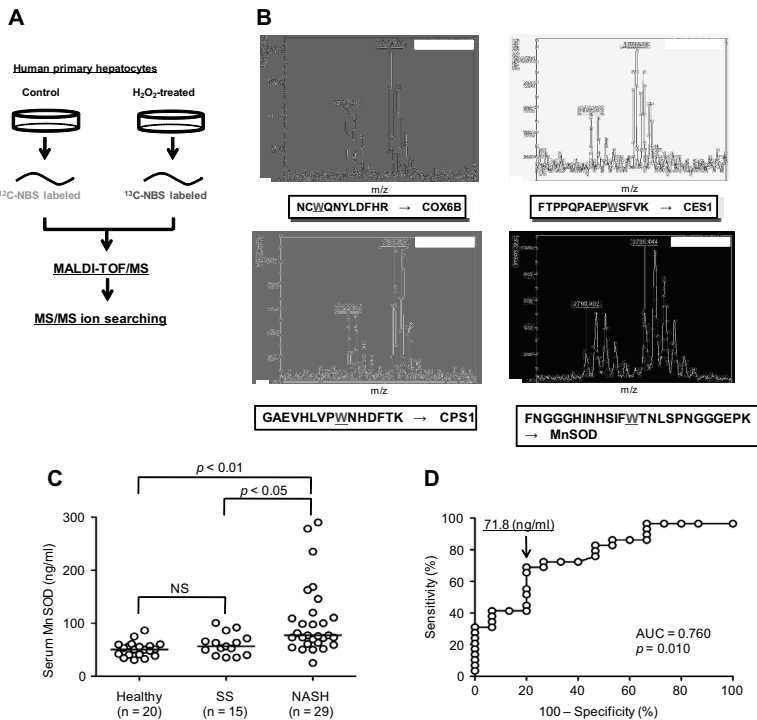 A
Human primary hepatocytes
Control
H₂O₂-treated
¹²C-NBS labeled
¹³C-NBS labeled
MALDI-TOF/MS
MS/MS ion searching
B
m/z
NCWQNYLDFHR → COX6B
m/z
FTPPQPAEPWSFVK → CES1
m/z
GAEVHLVPWNHDFTK → CPS1
m/z
FNGGGHINHSIFWTNLSPNGGGEPK
→ MnSOD
C
p < 0.01
p < 0.05
NS
Serum Mn SOD (ng/ml)
300
200
100
0
Healthy
(n = 20)
SS
(n = 15)
NASH
(n = 29)
D
71.8 (ng/ml)
Sensitivity (%)
100
80
60
40
20
0
AUC = 0.760
p = 0.010
0 20 40 60 80 100
100 – Specificity (%)